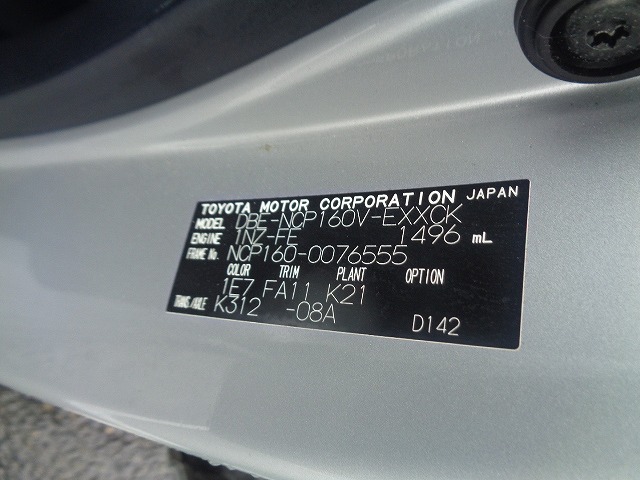 TOYOTA MOTOR CORPORATION JAPAN
MODEL DBE-NCP160V-EXXCK
ENGINE 1NZ-FE 1496 mL
FRAME No. NCP160-0076555
COLOR TRIM PLANT OPTION
1E7 FA11 K21
TRANS/AXLE K312 -08A
D142